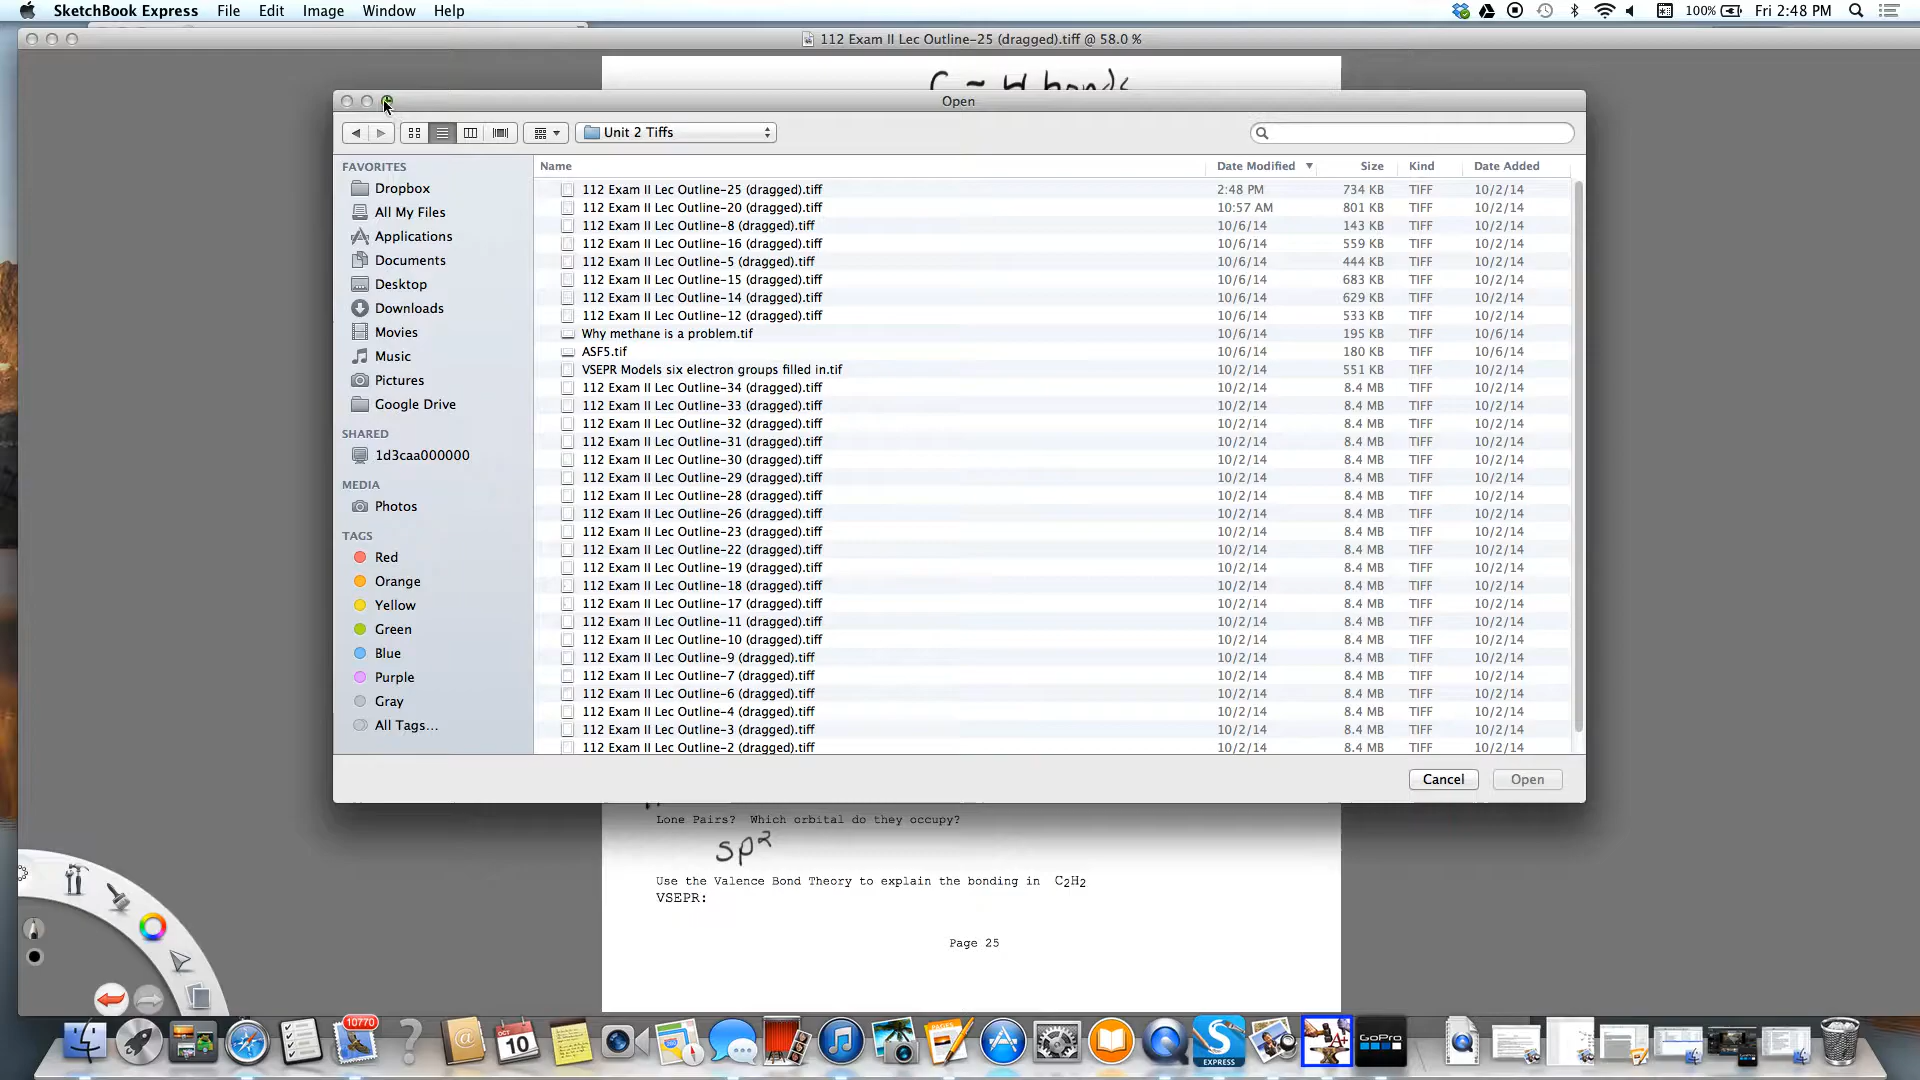 SketchBook Express File Edit Image Window Help 100% Fri 2:48 PM
112 Exam II Lec Outline-25 (dragged).tiff @ 58.0 %
Open
Unit 2 Tiffs
FAVORITES
Dropbox
All My Files
Applications
Documents
Desktop
Downloads
Movies
Music
Pictures
Google Drive
SHARED
1d3caa000000
MEDIA
Photos
TAGS
Red
Orange
Yellow
Green
Blue
Purple
Gray
All Tags...
Name Date Modified Size Kind Date Added
112 Exam II Lec Outline-25 (dragged).tiff 2:48 PM 734 KB TIFF 10/2/14
112 Exam II Lec Outline-20 (dragged).tiff 10:57 AM 801 KB TIFF 10/2/14
112 Exam II Lec Outline-8 (dragged).tiff 10/6/14 143 KB TIFF 10/2/14
112 Exam II Lec Outline-16 (dragged).tiff 10/6/14 559 KB TIFF 10/2/14
112 Exam II Lec Outline-5 (dragged).tiff 10/6/14 444 KB TIFF 10/2/14
112 Exam II Lec Outline-15 (dragged).tiff 10/6/14 683 KB TIFF 10/2/14
112 Exam II Lec Outline-14 (dragged).tiff 10/6/14 629 KB TIFF 10/2/14
112 Exam II Lec Outline-12 (dragged).tiff 10/6/14 533 KB TIFF 10/2/14
Why methane is a problem.tif 10/6/14 195 KB TIFF 10/6/14
ASF5.tif 10/6/14 180 KB TIFF 10/6/14
VSEPR Models six electron groups filled in.tif 10/2/14 551 KB TIFF 10/2/14
112 Exam II Lec Outline-34 (dragged).tiff 10/2/14 8.4 MB TIFF 10/2/14
112 Exam II Lec Outline-33 (dragged).tiff 10/2/14 8.4 MB TIFF 10/2/14
112 Exam II Lec Outline-32 (dragged).tiff 10/2/14 8.4 MB TIFF 10/2/14
112 Exam II Lec Outline-31 (dragged).tiff 10/2/14 8.4 MB TIFF 10/2/14
112 Exam II Lec Outline-30 (dragged).tiff 10/2/14 8.4 MB TIFF 10/2/14
112 Exam II Lec Outline-29 (dragged).tiff 10/2/14 8.4 MB TIFF 10/2/14
112 Exam II Lec Outline-28 (dragged).tiff 10/2/14 8.4 MB TIFF 10/2/14
112 Exam II Lec Outline-26 (dragged).tiff 10/2/14 8.4 MB TIFF 10/2/14
112 Exam II Lec Outline-23 (dragged).tiff 10/2/14 8.4 MB TIFF 10/2/14
112 Exam II Lec Outline-22 (dragged).tiff 10/2/14 8.4 MB TIFF 10/2/14
112 Exam II Lec Outline-19 (dragged).tiff 10/2/14 8.4 MB TIFF 10/2/14
112 Exam II Lec Outline-18 (dragged).tiff 10/2/14 8.4 MB TIFF 10/2/14
112 Exam II Lec Outline-17 (dragged).tiff 10/2/14 8.4 MB TIFF 10/2/14
112 Exam II Lec Outline-11 (dragged).tiff 10/2/14 8.4 MB TIFF 10/2/14
112 Exam II Lec Outline-10 (dragged).tiff 10/2/14 8.4 MB TIFF 10/2/14
112 Exam II Lec Outline-9 (dragged).tiff 10/2/14 8.4 MB TIFF 10/2/14
112 Exam II Lec Outline-7 (dragged).tiff 10/2/14 8.4 MB TIFF 10/2/14
112 Exam II Lec Outline-6 (dragged).tiff 10/2/14 8.4 MB TIFF 10/2/14
112 Exam II Lec Outline-4 (dragged).tiff 10/2/14 8.4 MB TIFF 10/2/14
112 Exam II Lec Outline-3 (dragged).tiff 10/2/14 8.4 MB TIFF 10/2/14
112 Exam II Lec Outline-2 (dragged).tiff 10/2/14 8.4 MB TIFF 10/2/14
Cancel Open
Lone Pairs? Which orbital do they occupy?
sp²
Use the Valence Bond Theory to explain the bonding in C₂H₂
VSEPR:
Page 25
10770
OCT
10
PAGES
EXPRESS
A+
GoPro